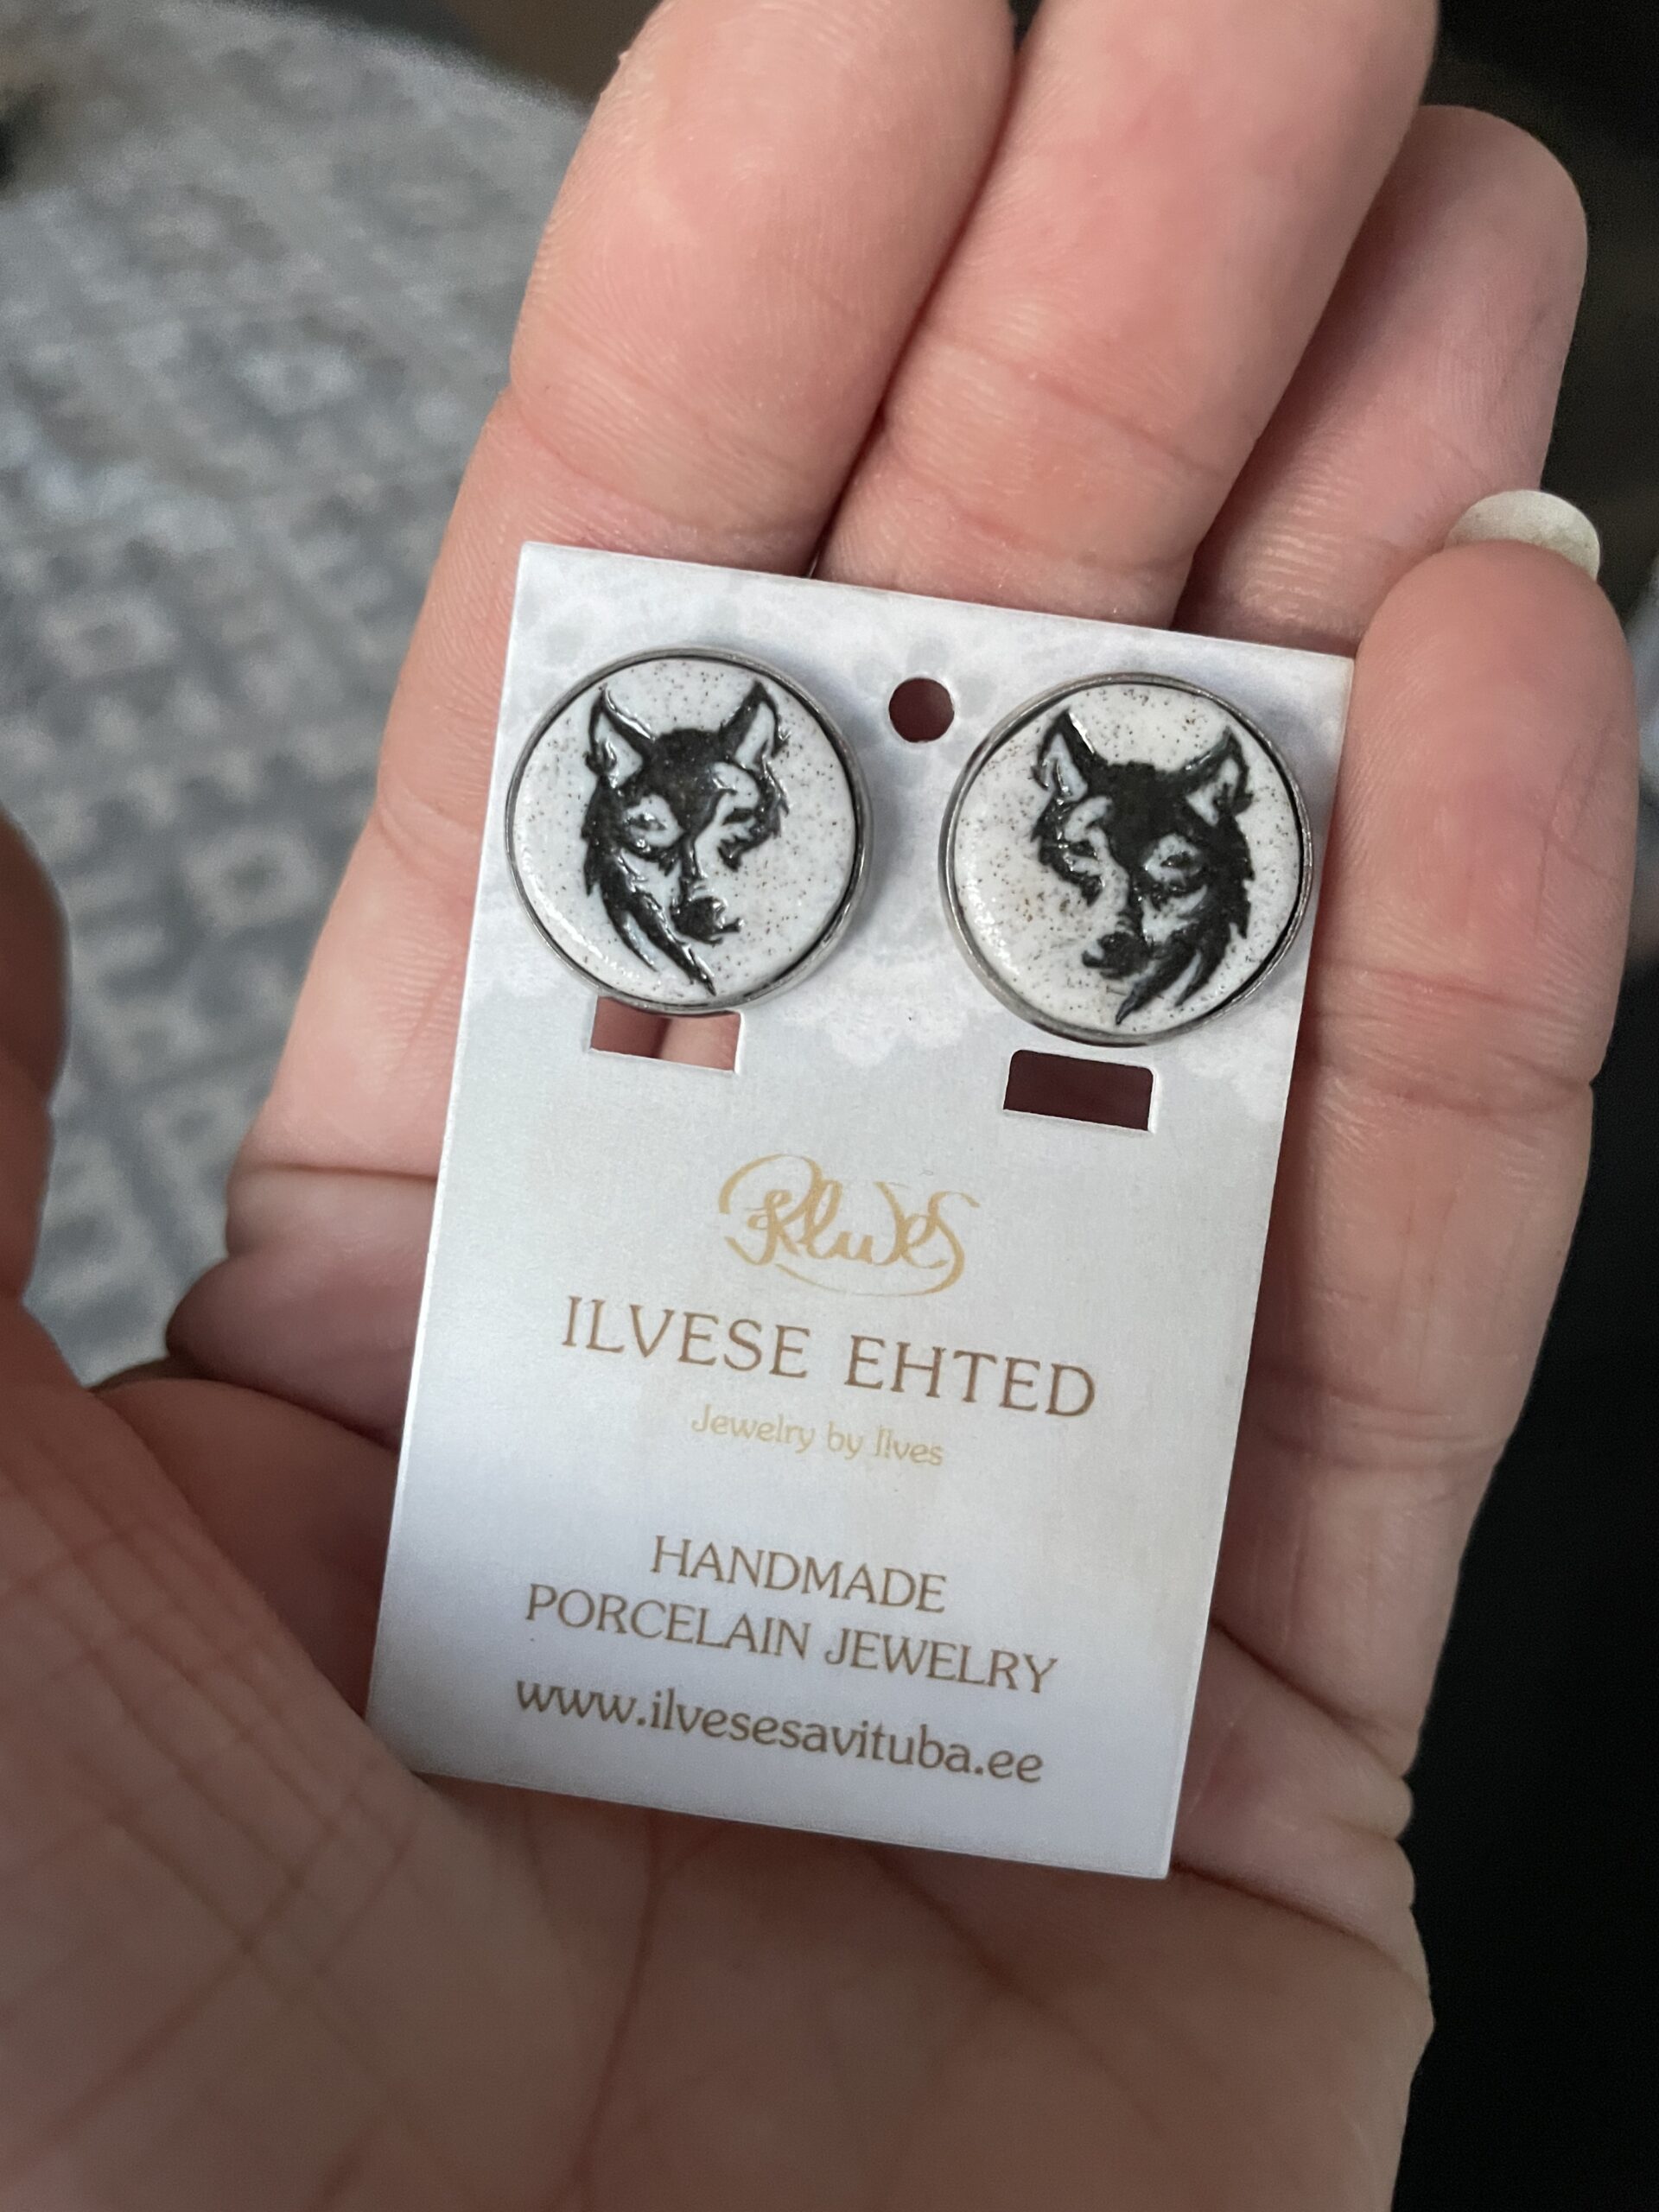 Ilves
ILVESE EHTED
Jewelry by Ilves
HANDMADE
PORCELAIN JEWELRY
www.ilvesesavituba.ee